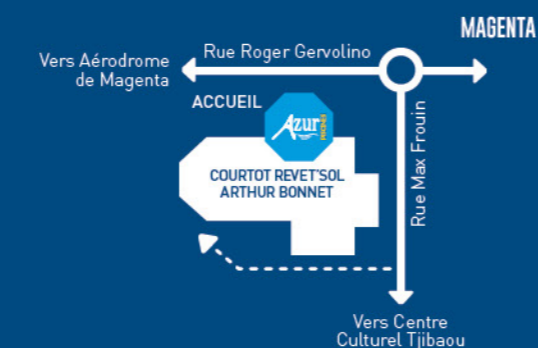 MAGENTA
Rue Roger Gervolino
Vers Aérodrome
de Magenta
ACCUEIL
Azur
PISCINES
COURTOT REVET'SOL
ARTHUR BONNET
Rue Max Frouin
Vers Centre
Culturel Tjibaou